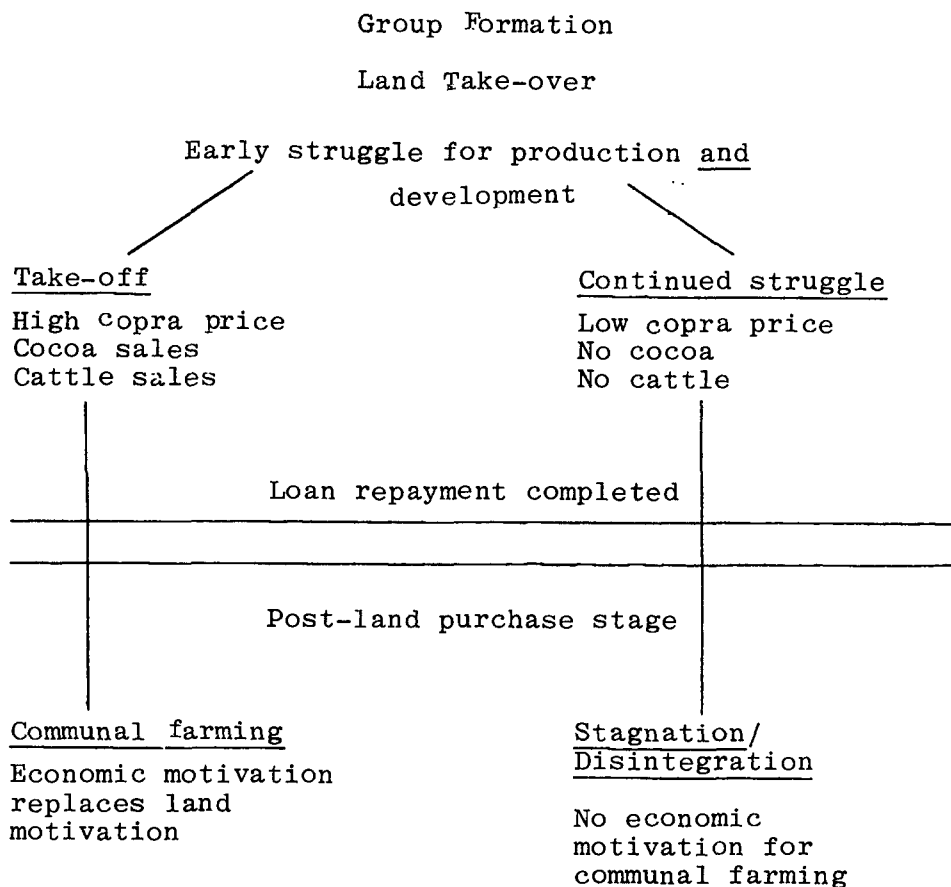 Group Formation
Land Take-over
Early struggle for production and
development
Take-off
High copra price
Cocoa sales
Cattle sales
Continued struggle
Low copra price
No cocoa
No cattle
Loan repayment completed
Post-land purchase stage
Communal farming
Economic motivation
replaces land
motivation
Stagnation/
Disintegration
No economic
motivation for
communal farming